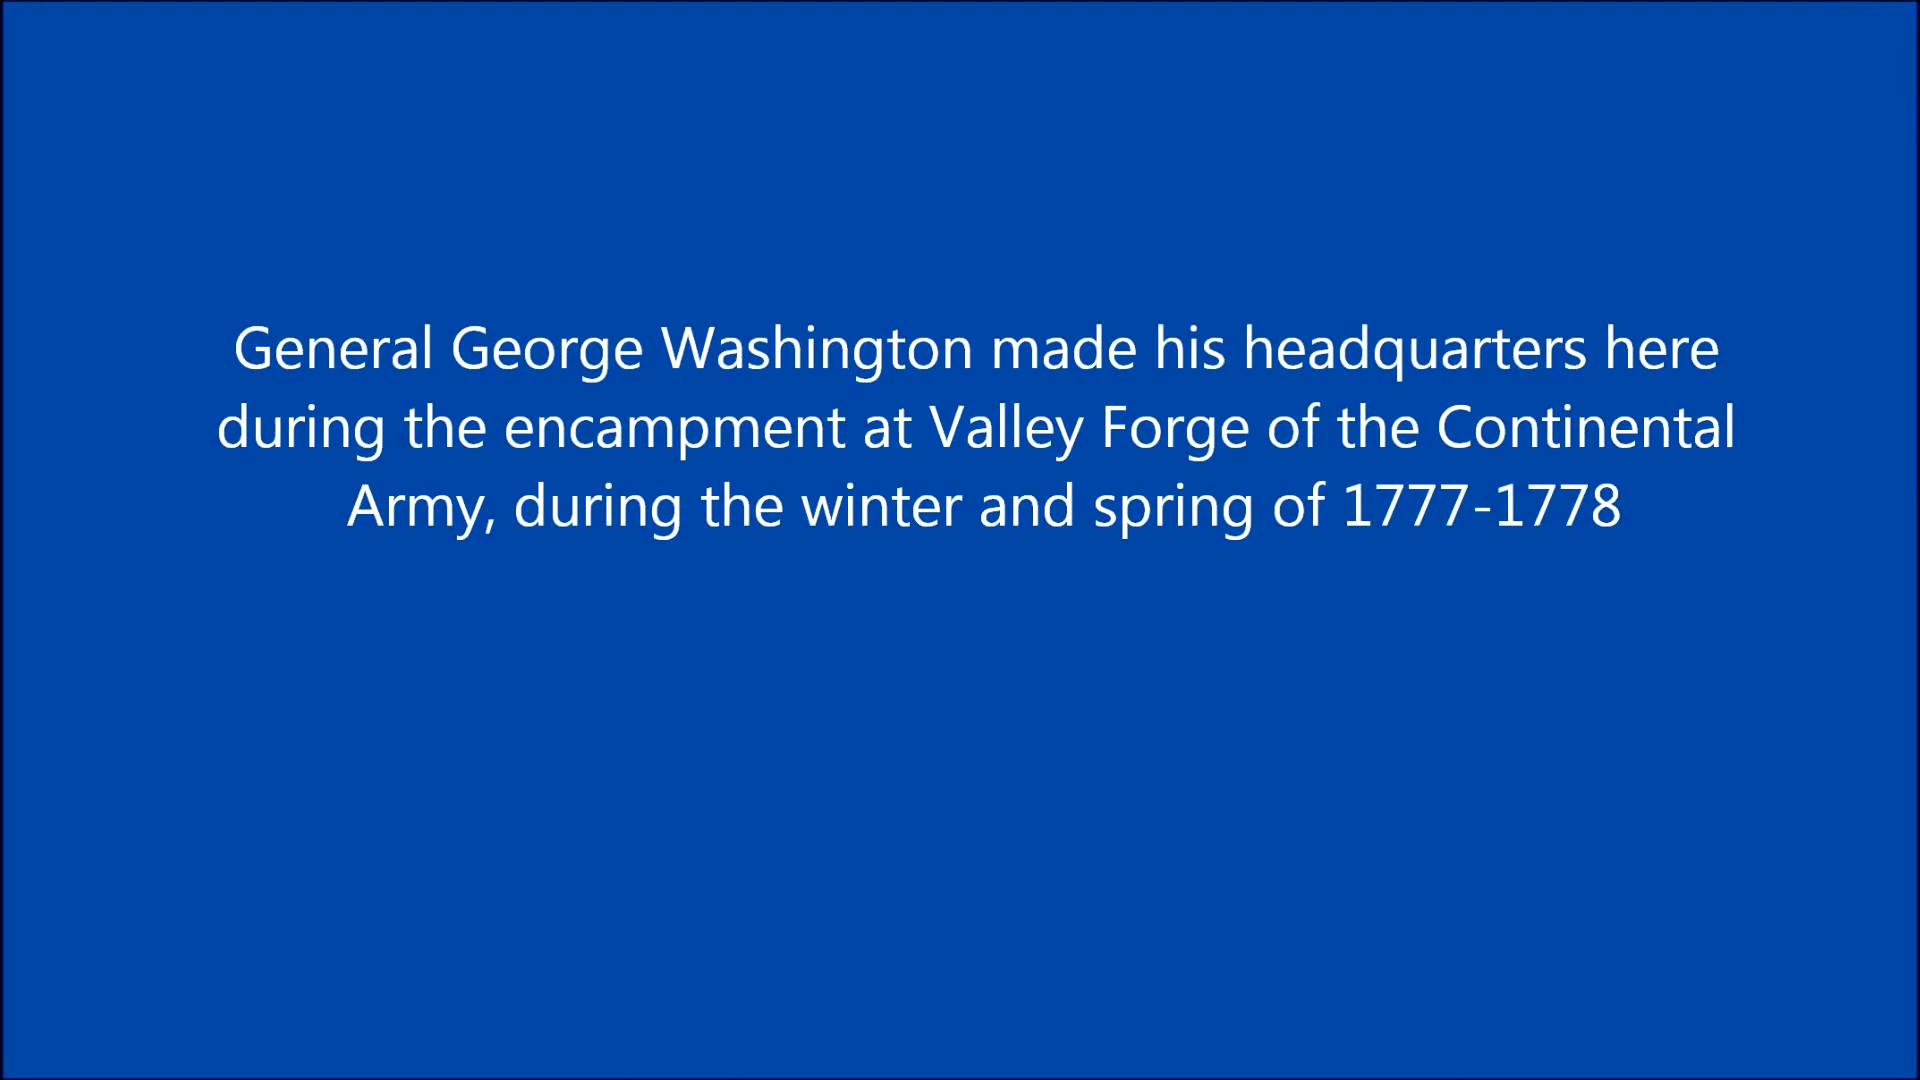 General George Washington made his headquarters here
during the encampment at Valley Forge of the Continental
Army, during the winter and spring of 1777-1778